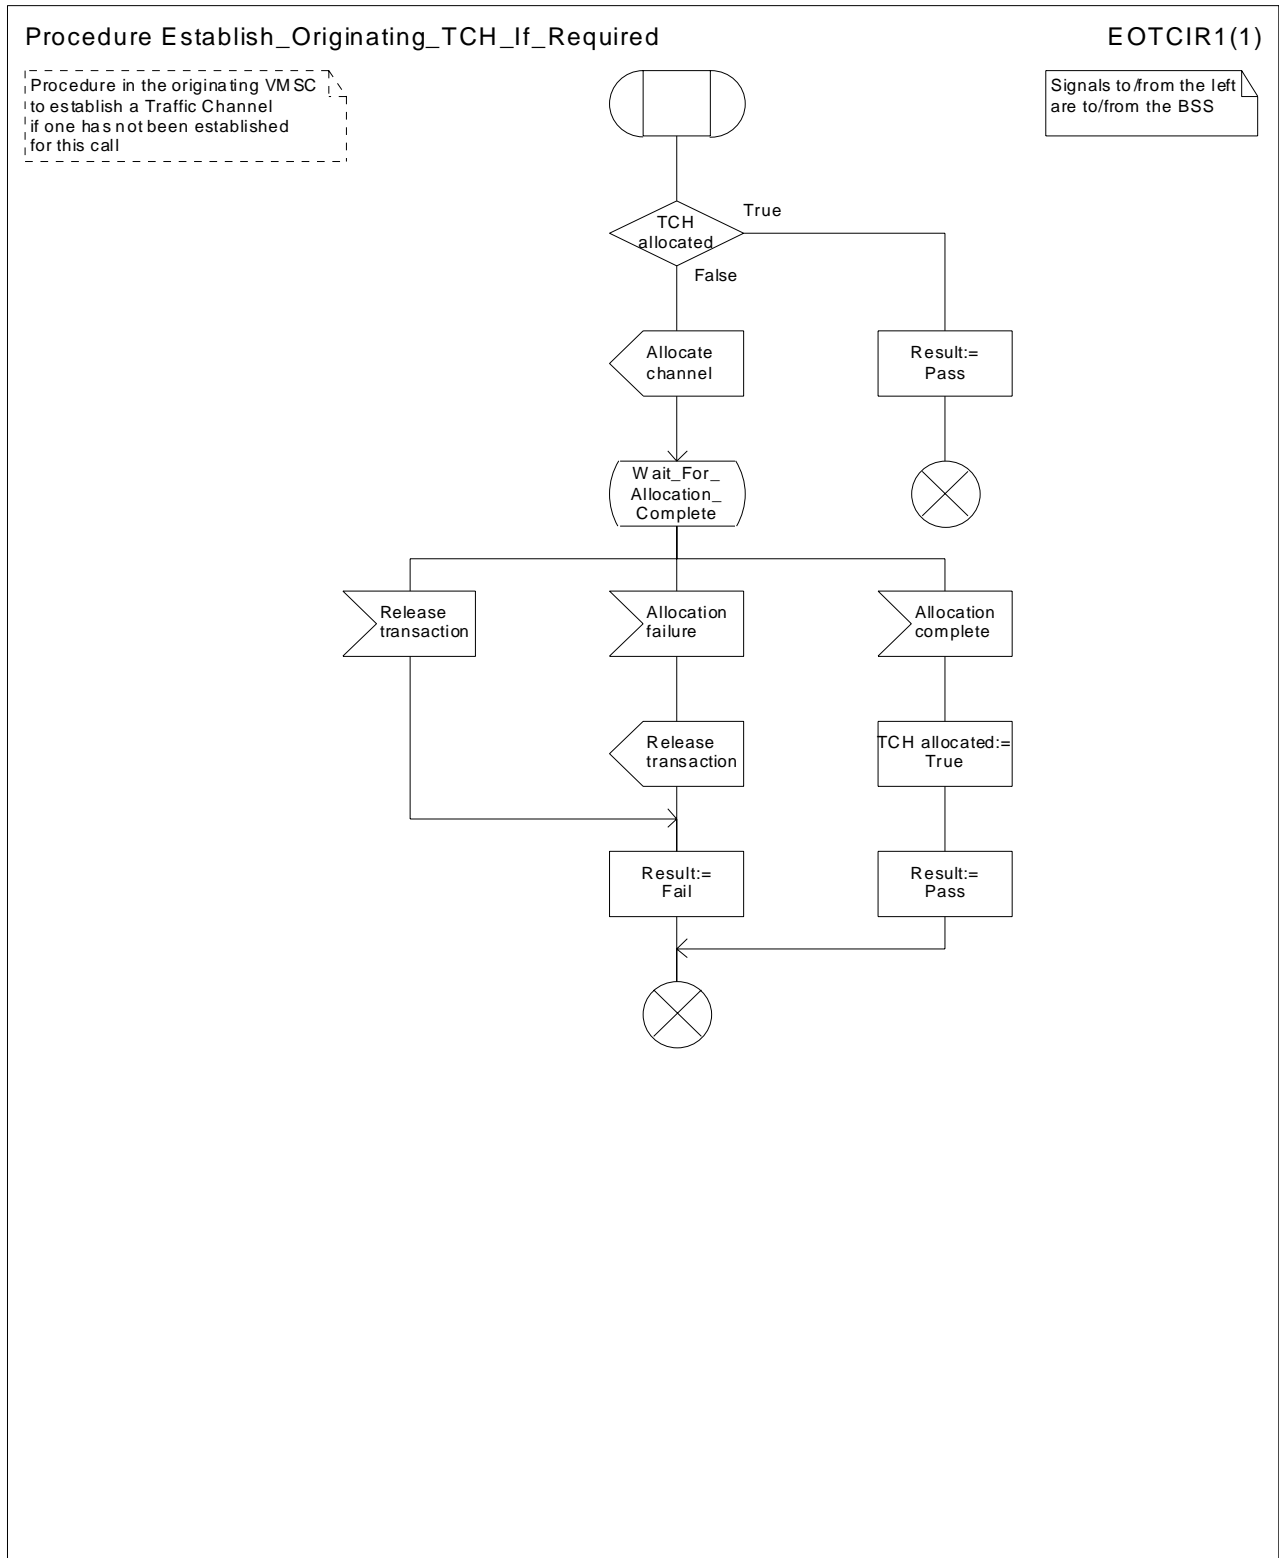 Procedure Establish_Originating_TCH_If_Required
EOTCIR1(1)
Procedure in the originating VMSC
to establish a Traffic Channel
if one has not been established
for this call
Signals to/from the left
are to/from the BSS
TCH
allocated
True
False
Allocate
channel
Result:=
Pass
Wait_For_
Allocation_
Complete
Release
transaction
Allocation
failure
Allocation
complete
Release
transaction
TCH allocated:=
True
Result:=
Fail
Result:=
Pass